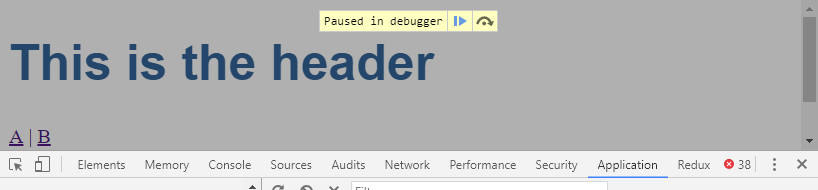 Paused in debugger
This is the header
A | B
Elements Memory Console Sources Audits Network Performance Security Application Redux 38